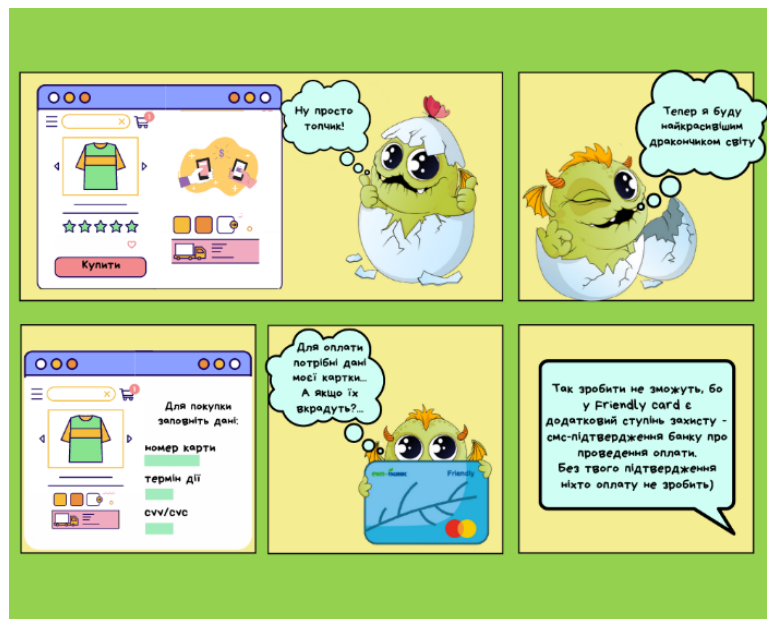 1
Ну просто
топчик!
Купити
Тепер я буду
найкрасивішим
дракончиком світу
1
Для покупки
заповніть дані:
номер карти
термін дії
cvv/cvc
Для оплати
потрібні дані
моєї картки...
А якщо їх
вкрадуть?...
Friendly
Так зробити не зможуть, бо
у Friendly card є
додатковий ступінь захисту -
смс-підтвердження банку про
проведення оплати.
Без твого підтвердження
ніхто оплату не зробить)